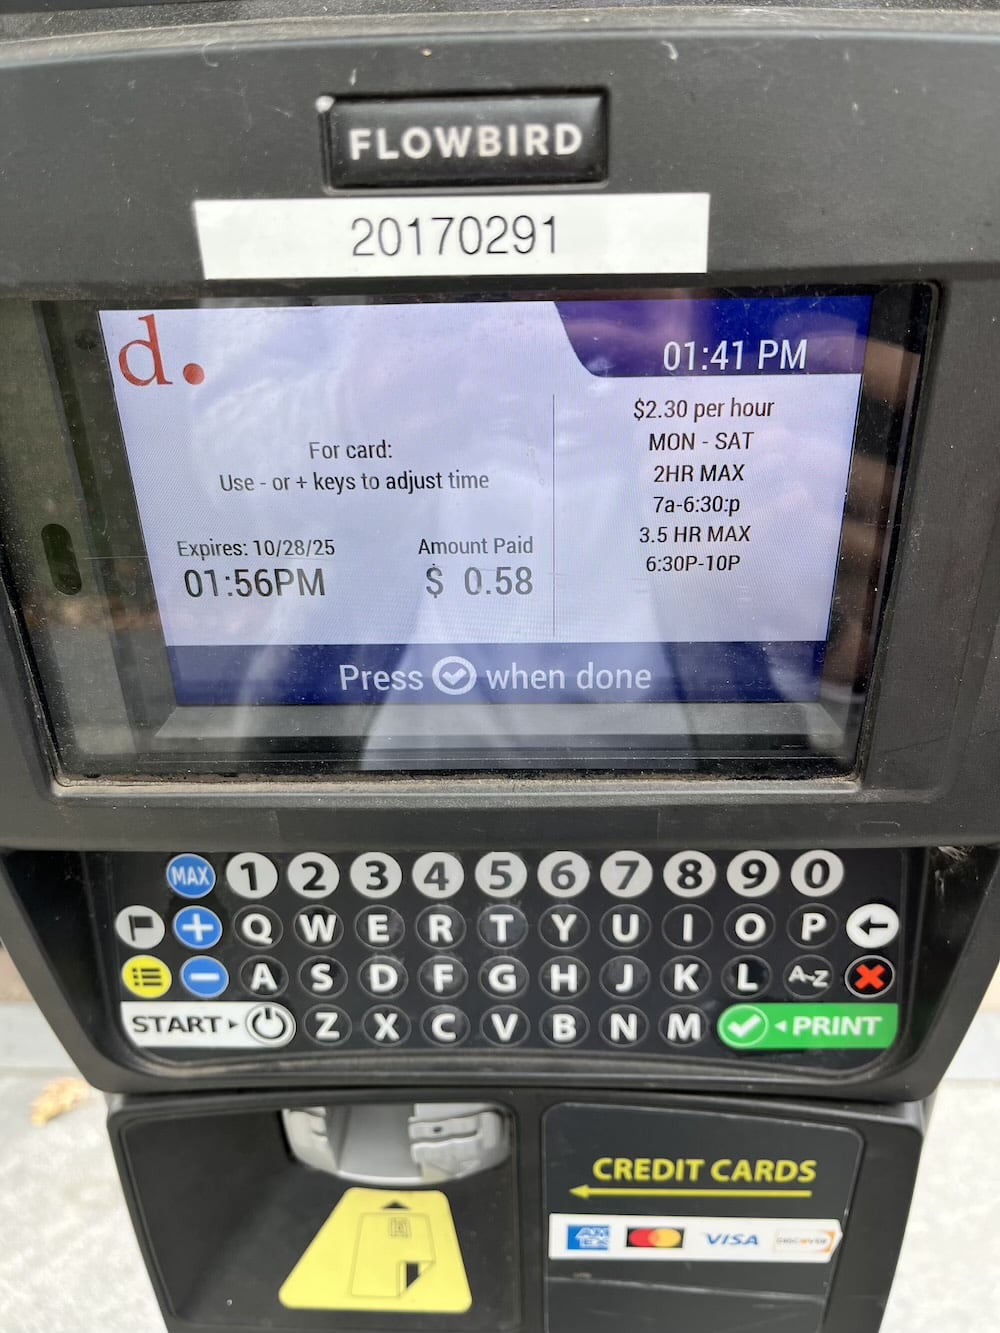 FLOWBIRD
20170291
d.
01:41 PM
For card:
Use - or + keys to adjust time
Expires: 10/28/25
01:56PM
Amount Paid
$ 0.58
$2.30 per hour
MON - SAT
2HR MAX
7a-6:30:p
3.5 HR MAX
6:30P-10P
Press when done
MAX 1 2 3 4 5 6 7 8 9 0
+ Q W E R T Y U I O P
- A S D F G H J K L A-Z
START Z X C V B N M PRINT
CREDIT CARDS
AM EX VISA DISCOVER